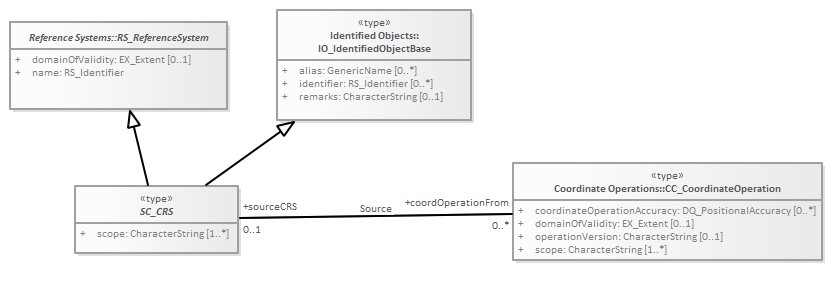 Reference Systems::RS_ReferenceSystem
+ domainOfValidity: EX_Extent [0..1]
+ name: RS_Identifier
«type»
Identified Objects::
IO_IdentifiedObjectBase
+ alias: GenericName [0..*]
+ identifier: RS_Identifier [0..*]
+ remarks: CharacterString [0..1]
«type»
SC_CRS
+ scope: CharacterString [1..*]
+sourceCRS
0..1
Source
+coordOperationFrom
0..*
«type»
Coordinate Operations::CC_CoordinateOperation
+ coordinateOperationAccuracy: DQ_PositionalAccuracy [0..*]
+ domainOfValidity: EX_Extent [0..1]
+ operationVersion: CharacterString [0..1]
+ scope: CharacterString [1..*]